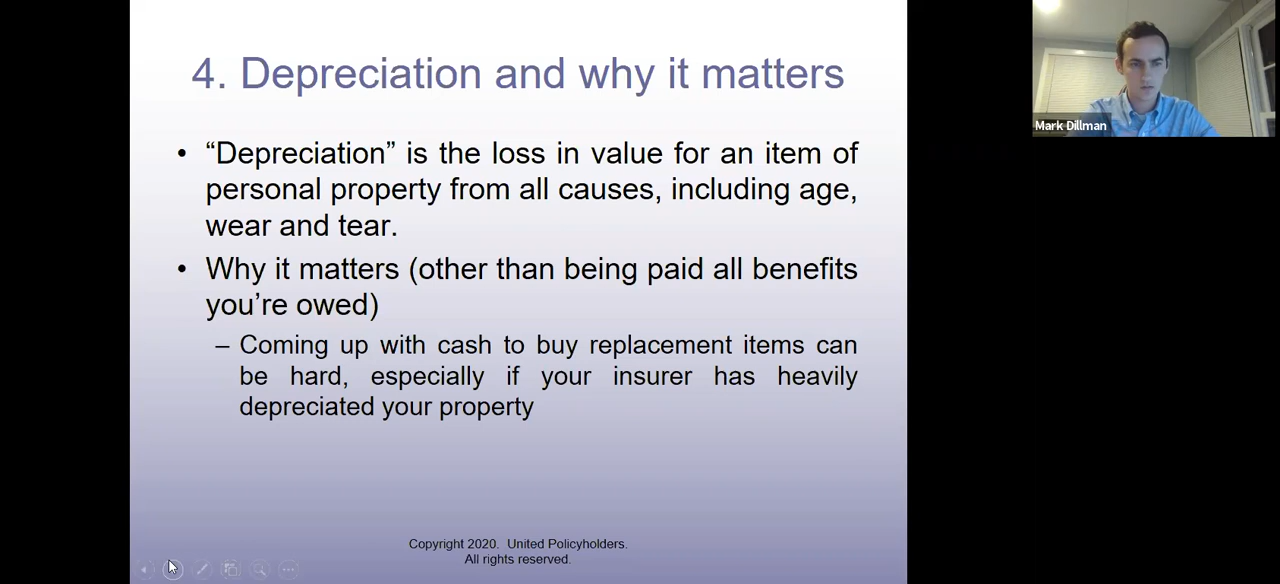 4. Depreciation and why it matters
• “Depreciation” is the loss in value for an item of
personal property from all causes, including age,
wear and tear.
• Why it matters (other than being paid all benefits
you’re owed)
– Coming up with cash to buy replacement items can
be hard, especially if your insurer has heavily
depreciated your property
Copyright 2020. United Policyholders.
All rights reserved.
Mark Dillman